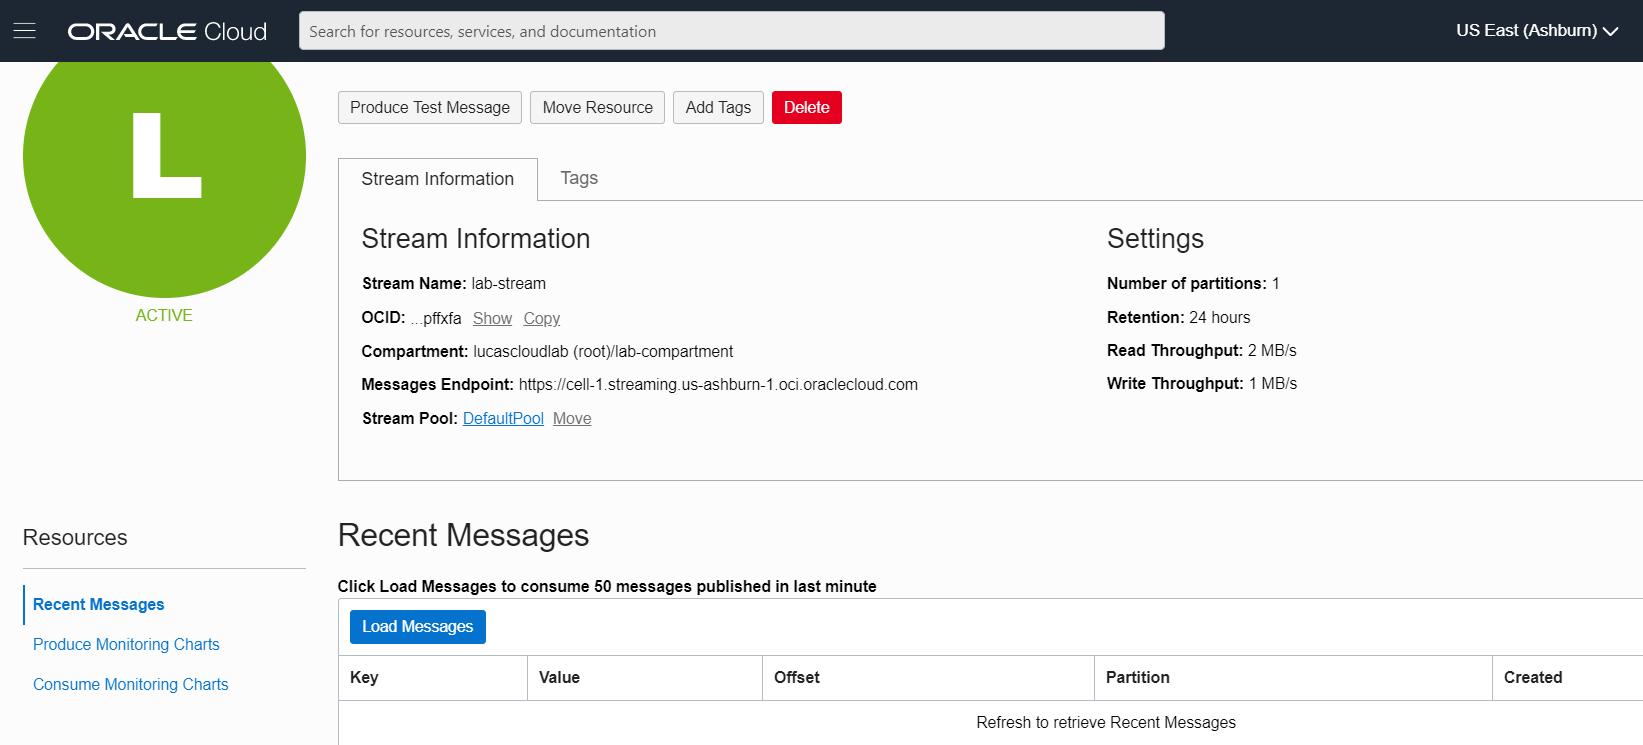 ORACLE Cloud
Search for resources, services, and documentation
US East (Ashburn)
L
ACTIVE
Produce Test Message
Move Resource
Add Tags
Delete
Stream Information
Tags
Stream Information
Stream Name: lab-stream
OCID: ...pffxfa Show Copy
Compartment: lucascloudlab (root)/lab-compartment
Messages Endpoint: https://cell-1.streaming.us-ashburn-1.oci.oraclecloud.com
Stream Pool: DefaultPool Move
Settings
Number of partitions: 1
Retention: 24 hours
Read Throughput: 2 MB/s
Write Throughput: 1 MB/s
Resources
Recent Messages
Produce Monitoring Charts
Consume Monitoring Charts
Recent Messages
Click Load Messages to consume 50 messages published in last minute
Load Messages
Key Value Offset Partition Created
Refresh to retrieve Recent Messages